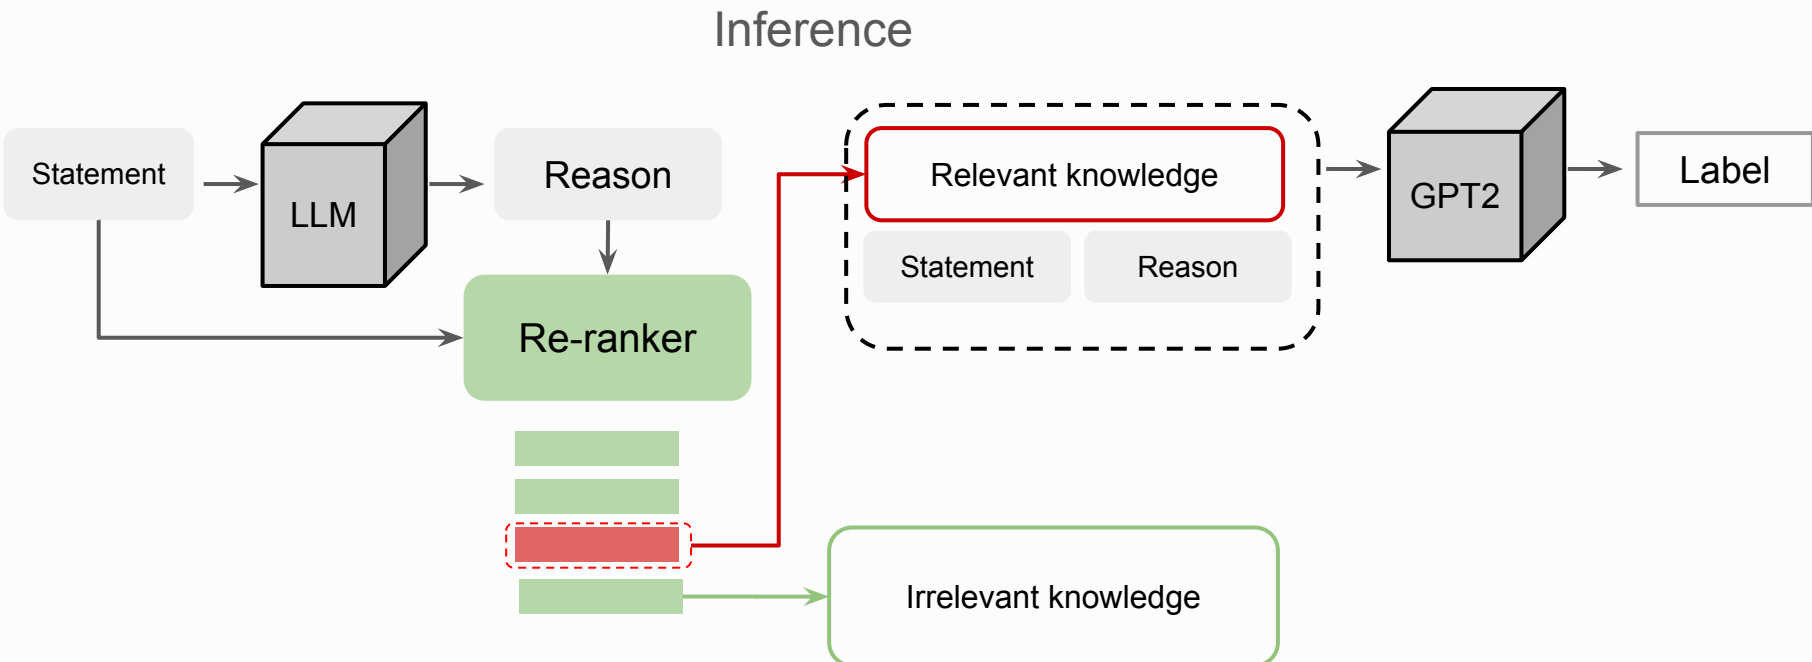 Inference
Statement
LLM
Reason
Re-ranker
Relevant knowledge
Statement
Reason
GPT2
Label
Irrelevant knowledge